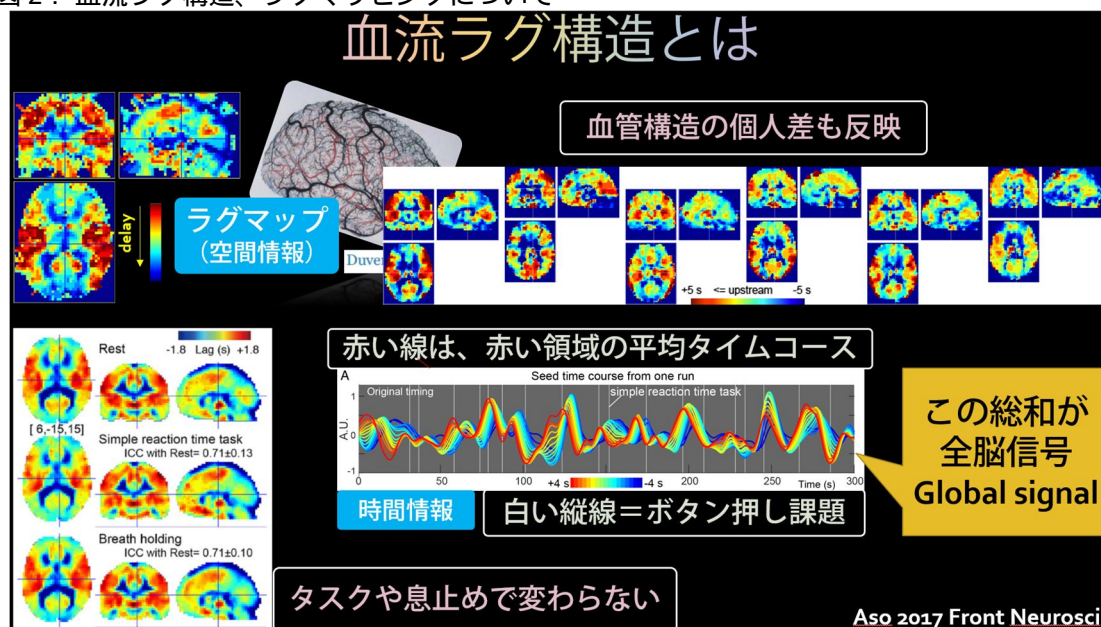 図2：血流ラグ構造、ラグマッピングについて
血流ラグ構造とは
血管構造の個人差も反映
delay
ラグマップ
（空間情報）
Duver
+5 s <= upstream -5 s
赤い線は、赤い領域の平均タイムコース
Rest
-1.8 Lag (s) +1.8
[ 6,-15,15]
Simple reaction time task
ICC with Rest= 0.71±0.13
Breath holding
ICC with Rest= 0.71±0.10
A
Seed time course from one run
Original timing
simple reaction time task
A.U.
1
0
-1
0 50 100 200 250 Time (s) 300
+4 s -4 s
時間情報
白い縦線＝ボタン押し課題
この総和が
全脳信号
Global signal
タスクや息止めで変わらない
Aso 2017 Front Neurosci